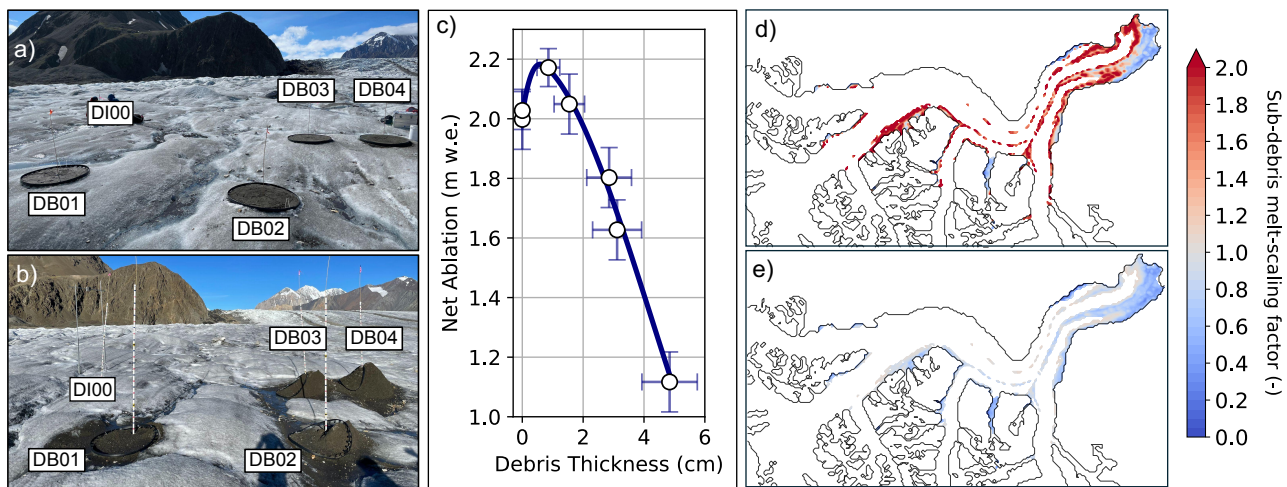 a)
DI00
DB03
DB04
DB01
DB02
b)
DB03
DB04
DI00
DB01
DB02
c)
Net Ablation (m w.e.)
2.2
2.0
1.8
1.6
1.4
1.2
1.0
0
2
4
6
Debris Thickness (cm)
d)
e)
2.0
1.8
1.6
1.4
1.2
1.0
0.8
0.6
0.4
0.2
0.0
Sub-debris melt-scaling factor (-)